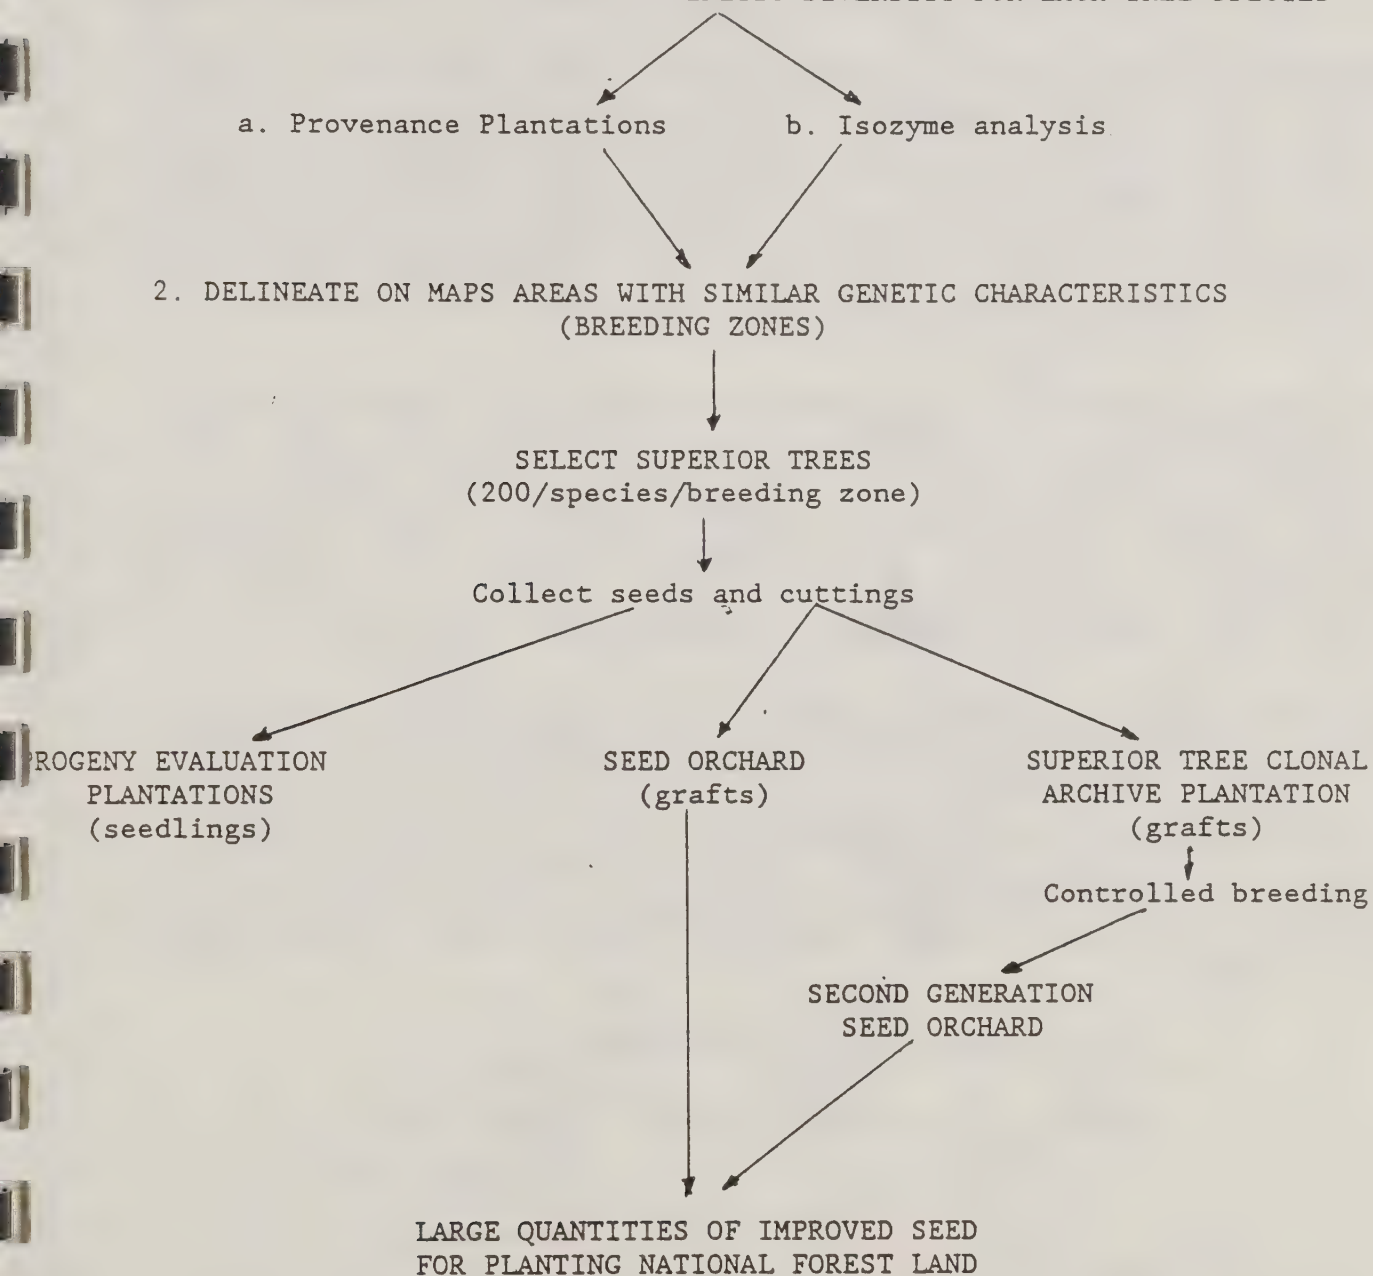 a. Provenance Plantations
b. Isozyme analysis
2. DELINEATE ON MAPS AREAS WITH SIMILAR GENETIC CHARACTERISTICS
(BREEDING ZONES)
SELECT SUPERIOR TREES
(200/species/breeding zone)
Collect seeds and cuttings
ROGENY EVALUATION
PLANTATIONS
(seedlings)
SEED ORCHARD
(grafts)
SUPERIOR TREE CLONAL
ARCHIVE PLANTATION
(grafts)
Controlled breeding
SECOND GENERATION
SEED ORCHARD
LARGE QUANTITIES OF IMPROVED SEED
FOR PLANTING NATIONAL FOREST LAND